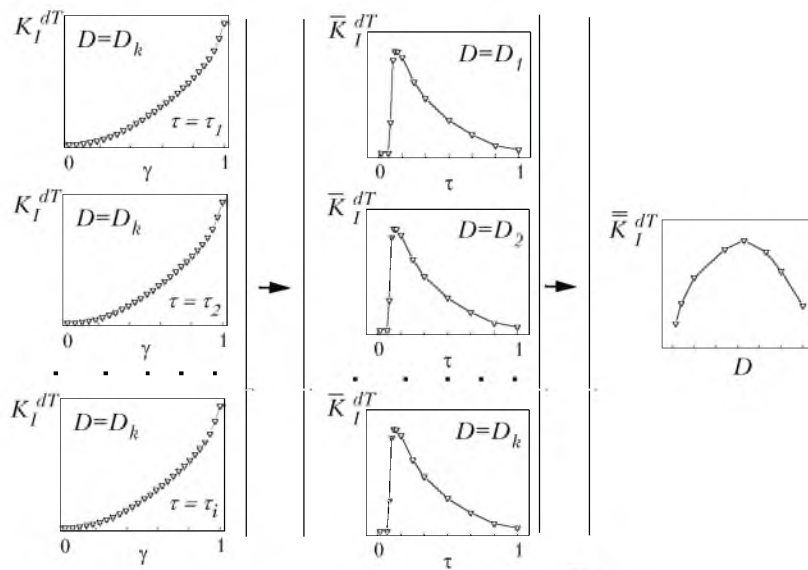 K_I^{dT} D=D_k τ=τ_1
0 1
γ
K_I^{dT} D=D_k τ=τ_2
0 1
γ
K_I^{dT} D=D_k τ=τ_i
0 1
γ
K̅_I^{dT} D=D_1
0 1
τ
K̅_I^{dT} D=D_2
0 1
τ
K̅_I^{dT} D=D_k
0 1
τ
K̿_I^{dT}
D